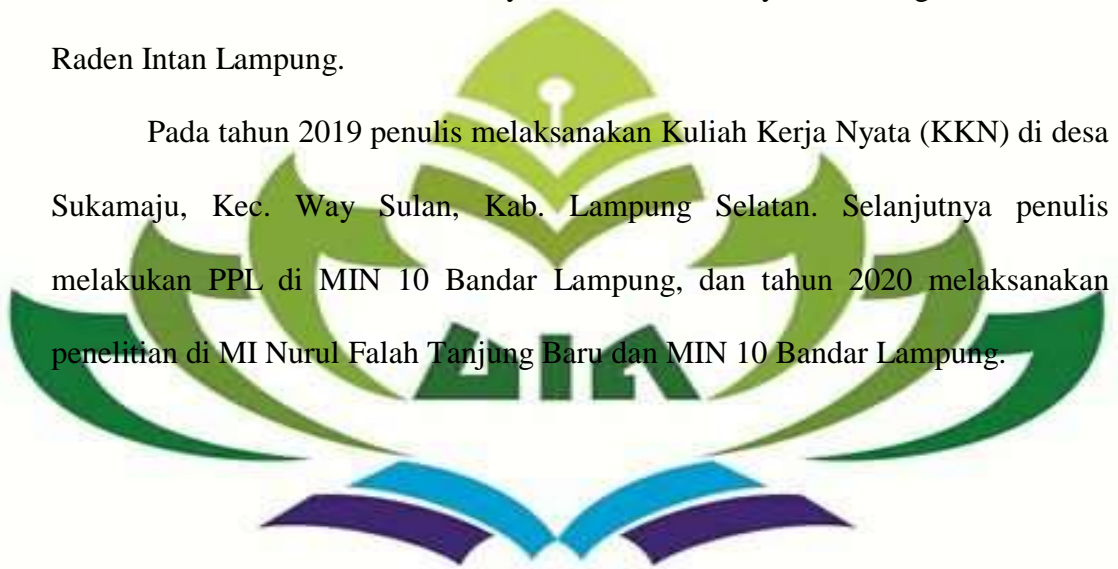 Raden Intan Lampung.
Pada tahun 2019 penulis melaksanakan Kuliah Kerja Nyata (KKN) di desa
Sukamaju, Kec. Way Sulan, Kab. Lampung Selatan. Selanjutnya penulis
melakukan PPL di MIN 10 Bandar Lampung, dan tahun 2020 melaksanakan
penelitian di MI Nurul Falah Tanjung Baru dan MIN 10 Bandar Lampung.